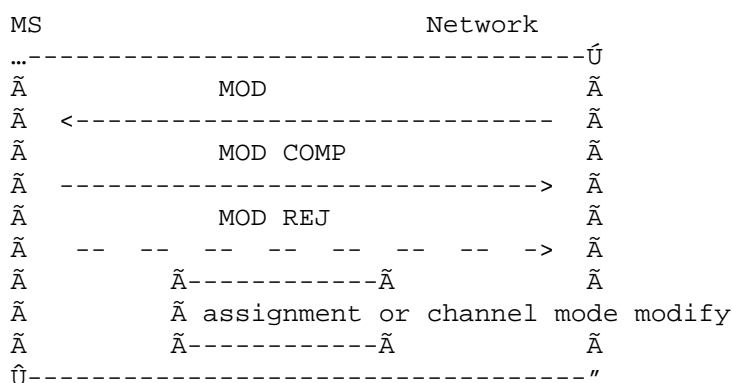 MS Network
…-----------------------------------Ú
Ã MOD Ã
Ã <------------------------------ Ã
Ã MOD COMP Ã
Ã ------------------------------> Ã
Ã MOD REJ Ã
Ã -- -- -- -- -- -- -- -> Ã
Ã Ã------------Ã Ã
Ã Ã assignment or channel mode modify
Ã Ã------------Ã Ã
Û-----------------------------------″